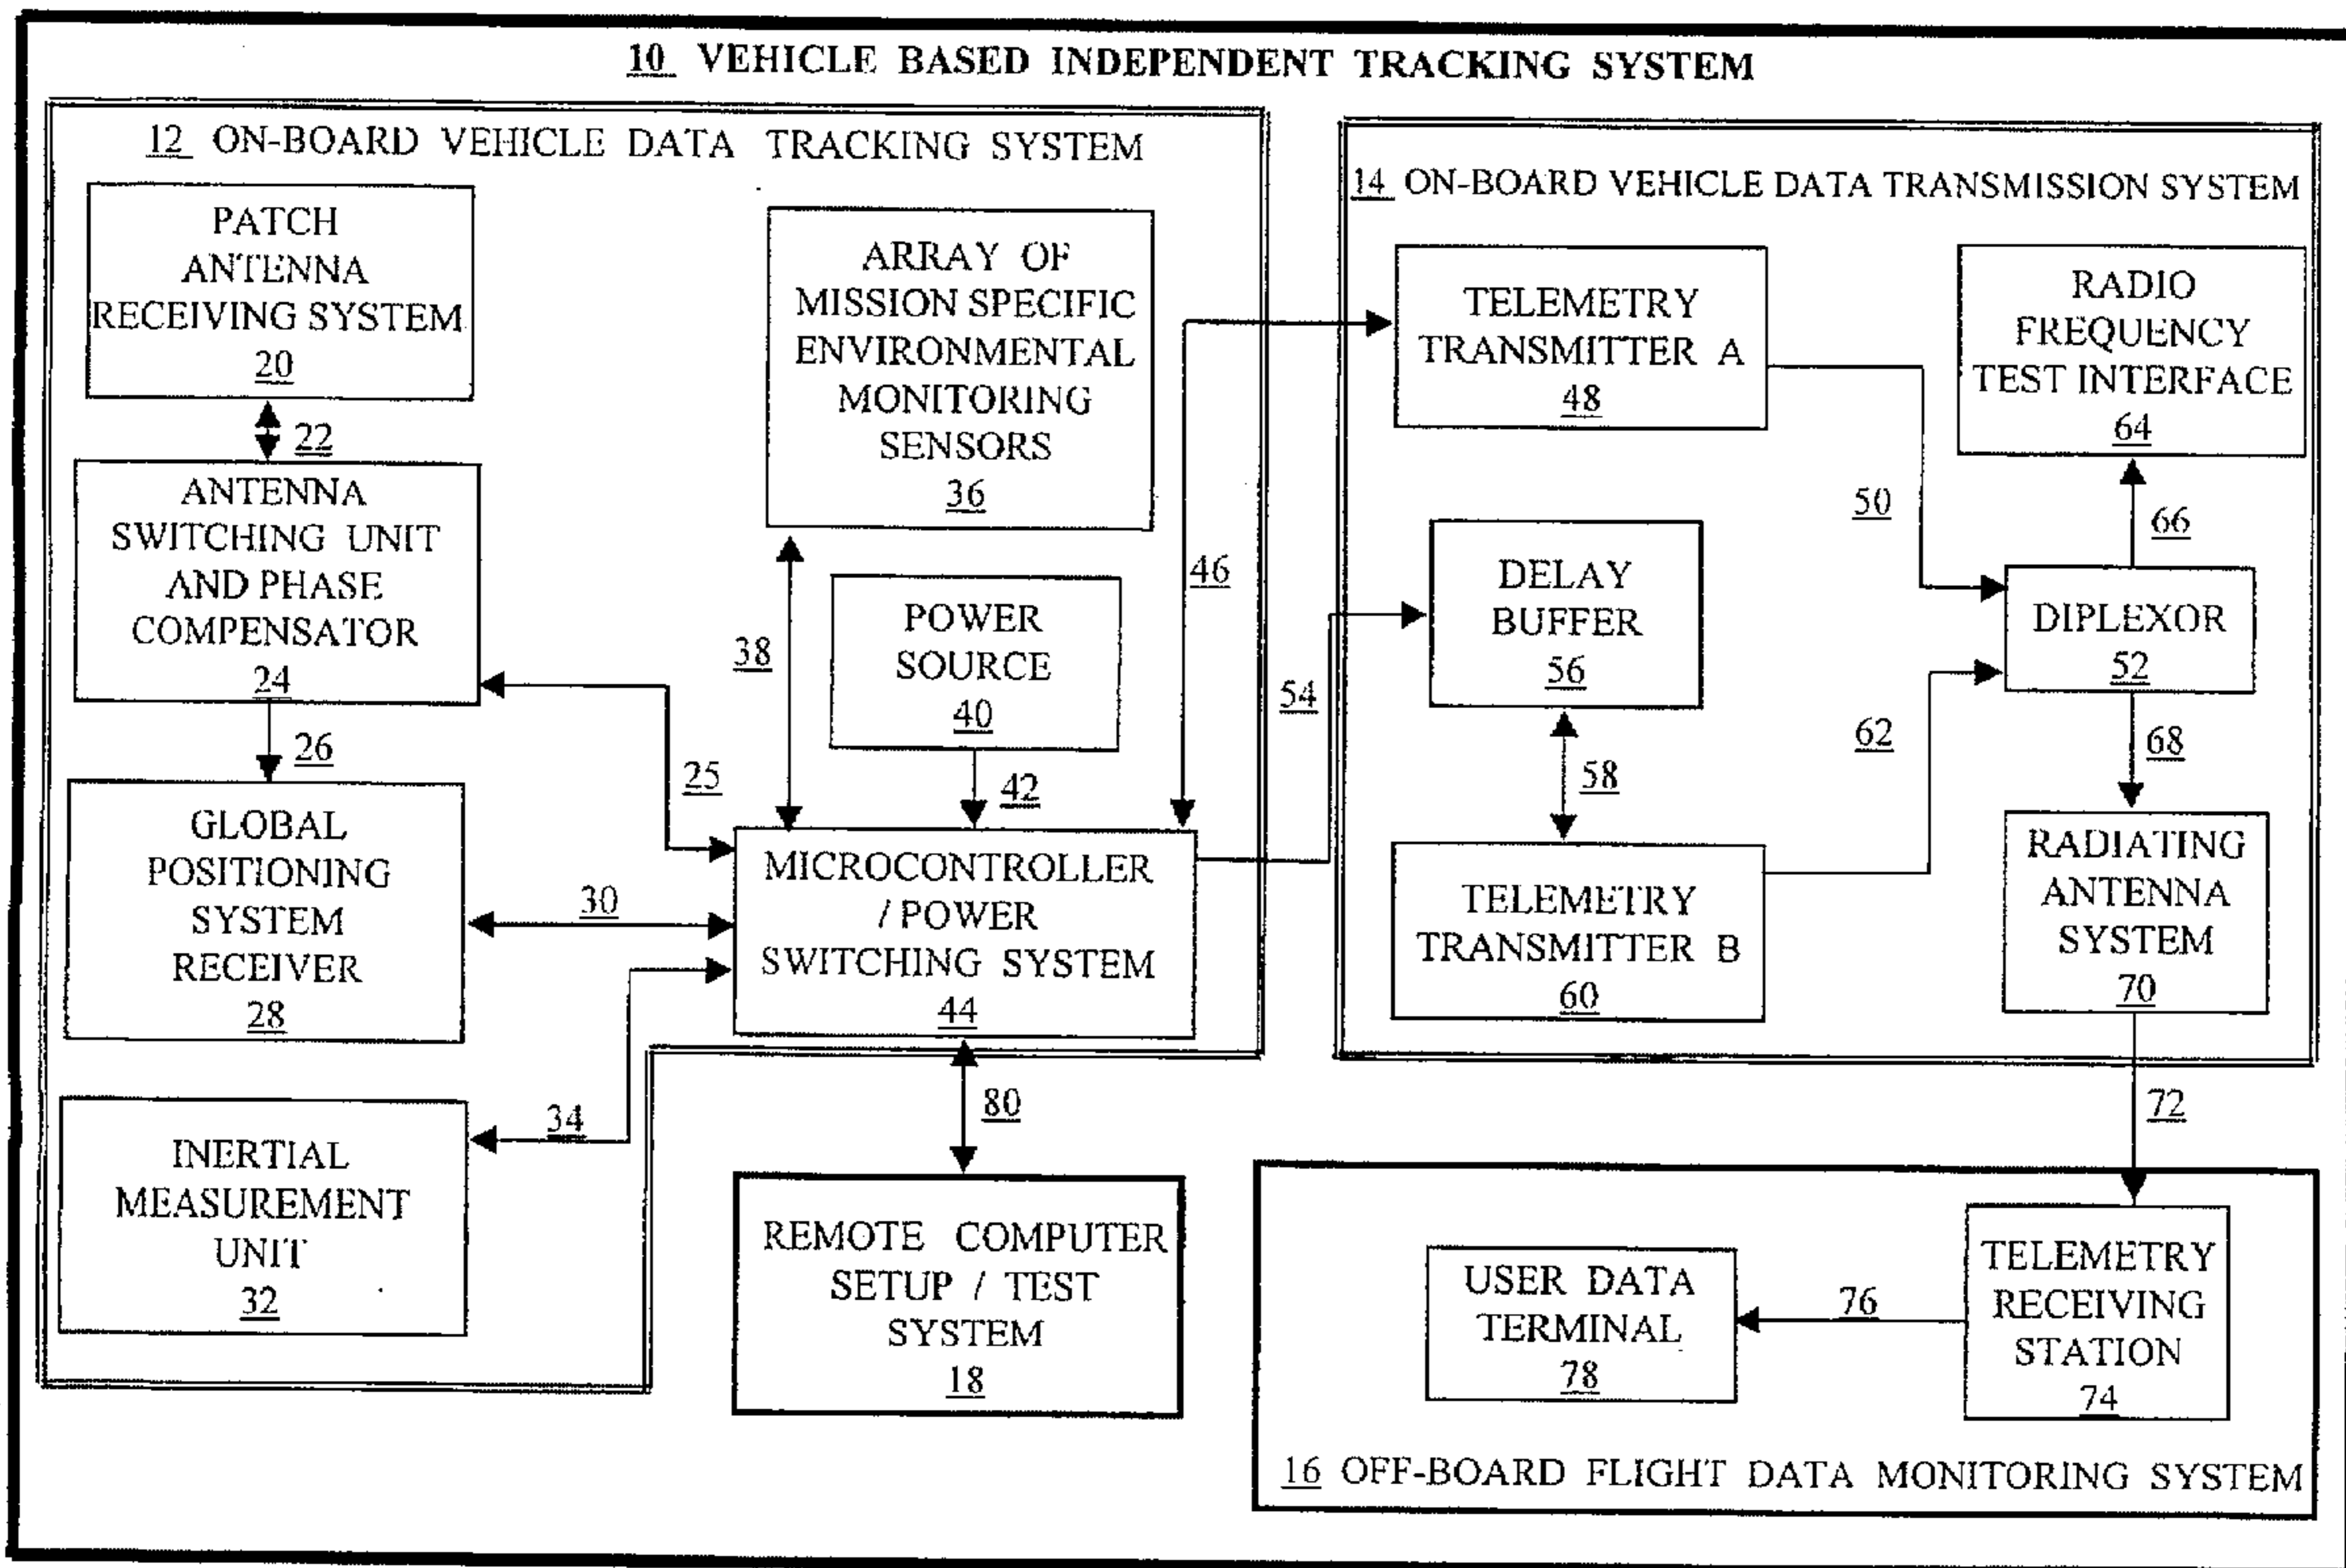 10 VEHICLE BASED INDEPENDENT TRACKING SYSTEM
12 ON-BOARD VEHICLE DATA TRACKING SYSTEM
PATCH
ANTENNA
RECEIVING SYSTEM
20
22
ANTENNA
SWITCHING UNIT
AND PHASE
COMPENSATOR
24
26
25
GLOBAL
POSITIONING
SYSTEM
RECEIVER
28
30
INERTIAL
MEASUREMENT
UNIT
32
34
ARRAY OF
MISSION SPECIFIC
ENVIRONMENTAL
MONITORING
SENSORS
36
38
POWER
SOURCE
40
42
46
MICROCONTROLLER
/ POWER
SWITCHING SYSTEM
44
80
REMOTE COMPUTER
SETUP / TEST
SYSTEM
18
14 ON-BOARD VEHICLE DATA TRANSMISSION SYSTEM
TELEMETRY
TRANSMITTER A
48
50
54
DELAY
BUFFER
56
58
TELEMETRY
TRANSMITTER B
60
62
RADIO
FREQUENCY
TEST INTERFACE
64
66
DIPLEXOR
52
68
RADIATING
ANTENNA
SYSTEM
70
72
TELEMETRY
RECEIVING
STATION
74
76
USER DATA
TERMINAL
78
16 OFF-BOARD FLIGHT DATA MONITORING SYSTEM